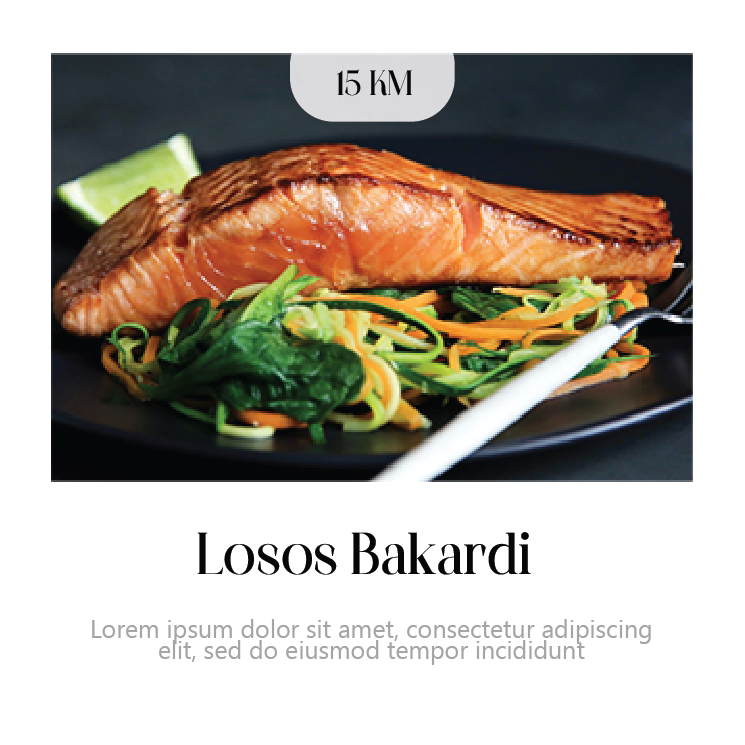 15 KM
Losos Bakardi
Lorem ipsum dolor sit amet, consectetur adipiscing
elit, sed do eiusmod tempor incididunt